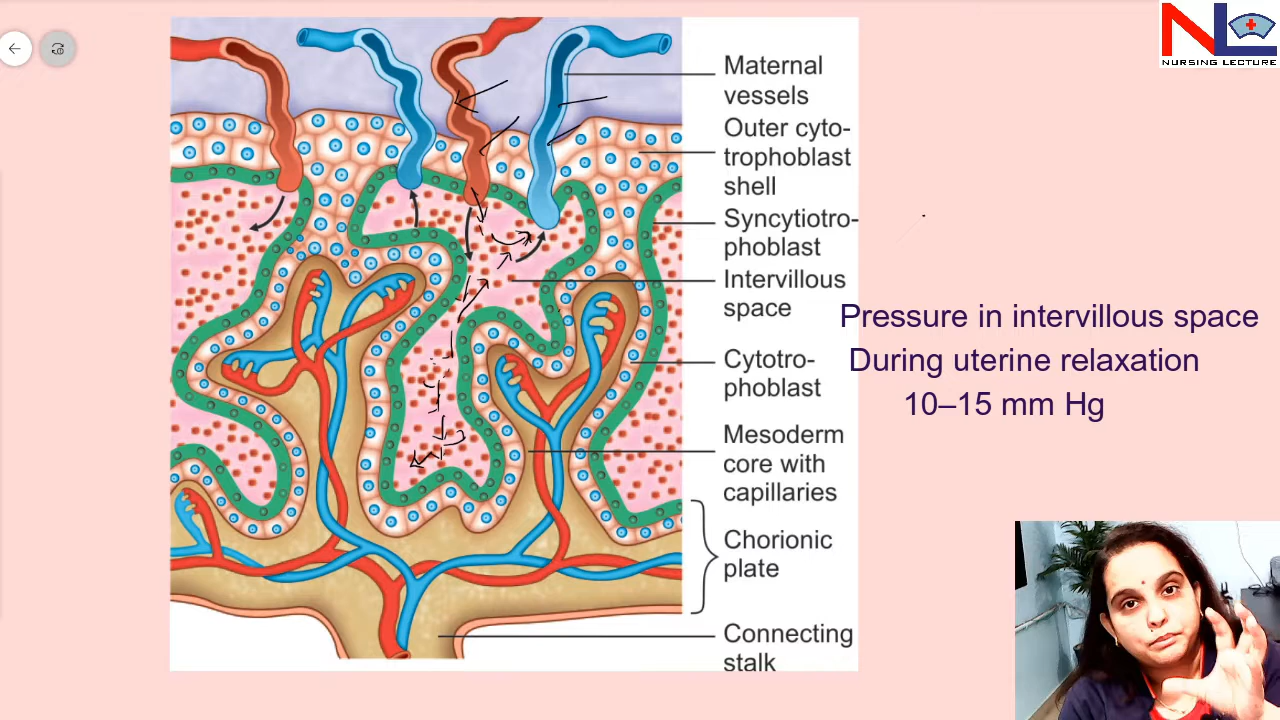 NL
NURSING LECTURE
Maternal
vessels
Outer cyto-
trophoblast
shell
Syncytiotro-
phoblast
Intervillous
space
Cytotro-
phoblast
Mesoderm
core with
capillaries
Chorionic
plate
Connecting
stalk
Pressure in intervillous space
During uterine relaxation
10–15 mm Hg